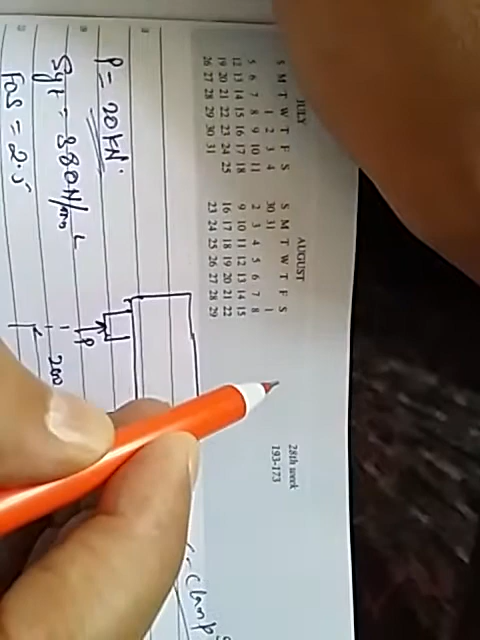 JULY
S M T W T F S
1 2 3 4
5 6 7 8 9 10 11
12 13 14 15 16 17 18
19 20 21 22 23 24 25
26 27 28 29 30 31
AUGUST
S M T W T F S
30 31 1
2 3 4 5 6 7 8
9 10 11 12 13 14 15
16 17 18 19 20 21 22
23 24 25 26 27 28 29
28th week
193-173
P = 20 kN.
Syt = 380 N/mm²
FOS = 2.5
P
200
C-clamp